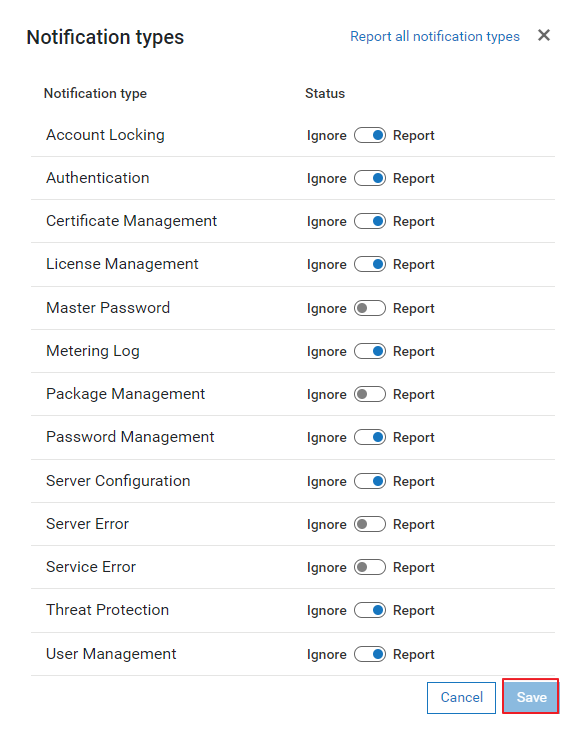 Notification types Report all notification types
Notification type Status
Account Locking Ignore Report
Authentication Ignore Report
Certificate Management Ignore Report
License Management Ignore Report
Master Password Ignore Report
Metering Log Ignore Report
Package Management Ignore Report
Password Management Ignore Report
Server Configuration Ignore Report
Server Error Ignore Report
Service Error Ignore Report
Threat Protection Ignore Report
User Management Ignore Report
Cancel Save